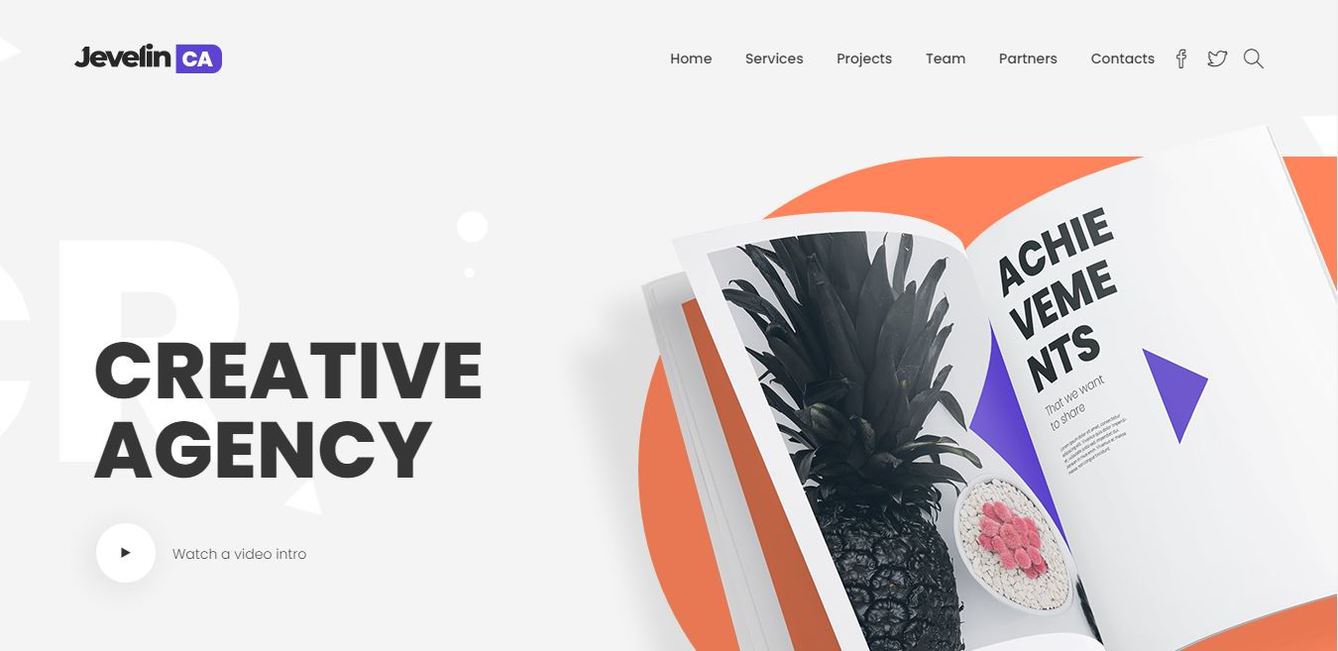 Jevelin CA
Home Services Projects Team Partners Contacts
CR
CREATIVE
AGENCY
Watch a video intro
ACHIE
VEME
NTS
That we want
to share